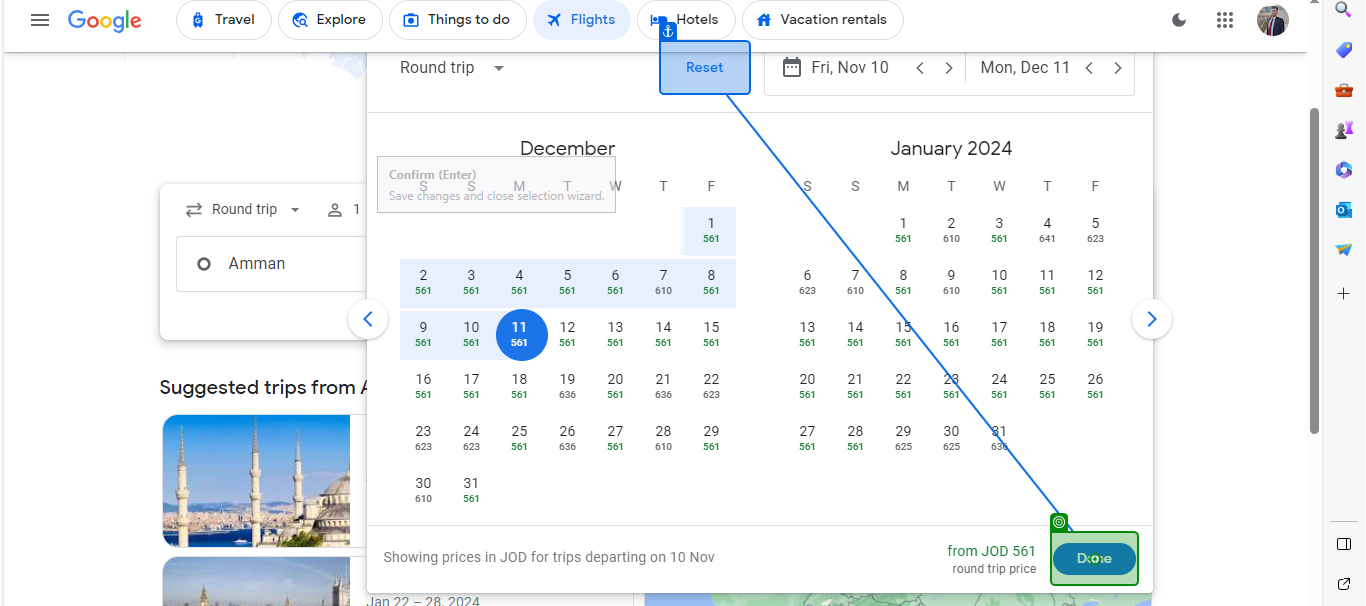 Google
Travel
Explore
Things to do
Flights
Hotels
Vacation rentals
Round trip
Reset
Fri, Nov 10
Mon, Dec 11
December
S S M T W T F
1
561
2 3 4 5 6 7 8
561 561 561 561 561 610 561
9 10 11 12 13 14 15
561 561 561 561 561 561 561
16 17 18 19 20 21 22
561 561 561 636 561 636 623
23 24 25 26 27 28 29
623 623 561 636 561 610 561
30 31
610 561
January 2024
S S M T W T F
1 2 3 4 5
561 610 561 641 623
6 7 8 9 10 11 12
623 610 561 610 561 561 561
13 14 15 16 17 18 19
561 561 561 561 561 561 561
20 21 22 23 24 25 26
561 561 561 561 561 561 561
27 28 29 30 31
561 561 625 625 636
Confirm (Enter)
Save changes and close selection wizard.
Round trip
1
Amman
Suggested trips from A
Showing prices in JOD for trips departing on 10 Nov
from JOD 561
round trip price
Done
Jan 22 – 28, 2024